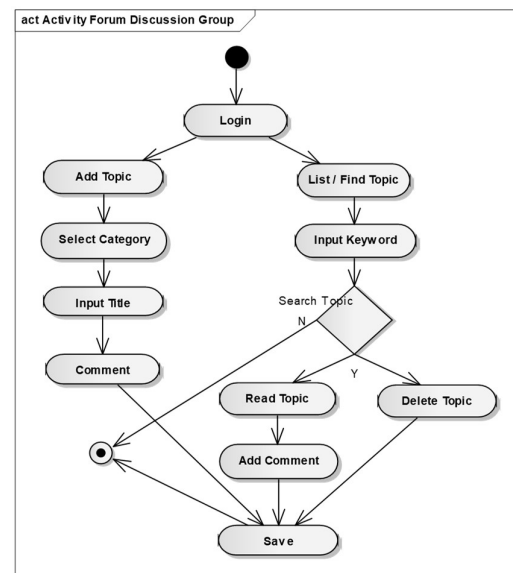 act Activity Forum Discussion Group
Login
Add Topic
List / Find Topic
Select Category
Input Keyword
Input Title
Search Topic
N
Comment
Y
Read Topic
Delete Topic
Add Comment
Save